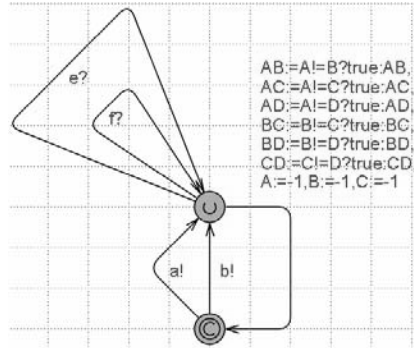 e?
f?
AB:=A!=B?true:AB,
AC:=A!=C?true:AC,
AD:=A!=D?true:AD,
BC:=B!=C?true:BC,
BD:=B!=D?true:BD,
CD:=C!=D?true:CD
A:=-1,B:=-1,C:=-1
U
a!
b!
C